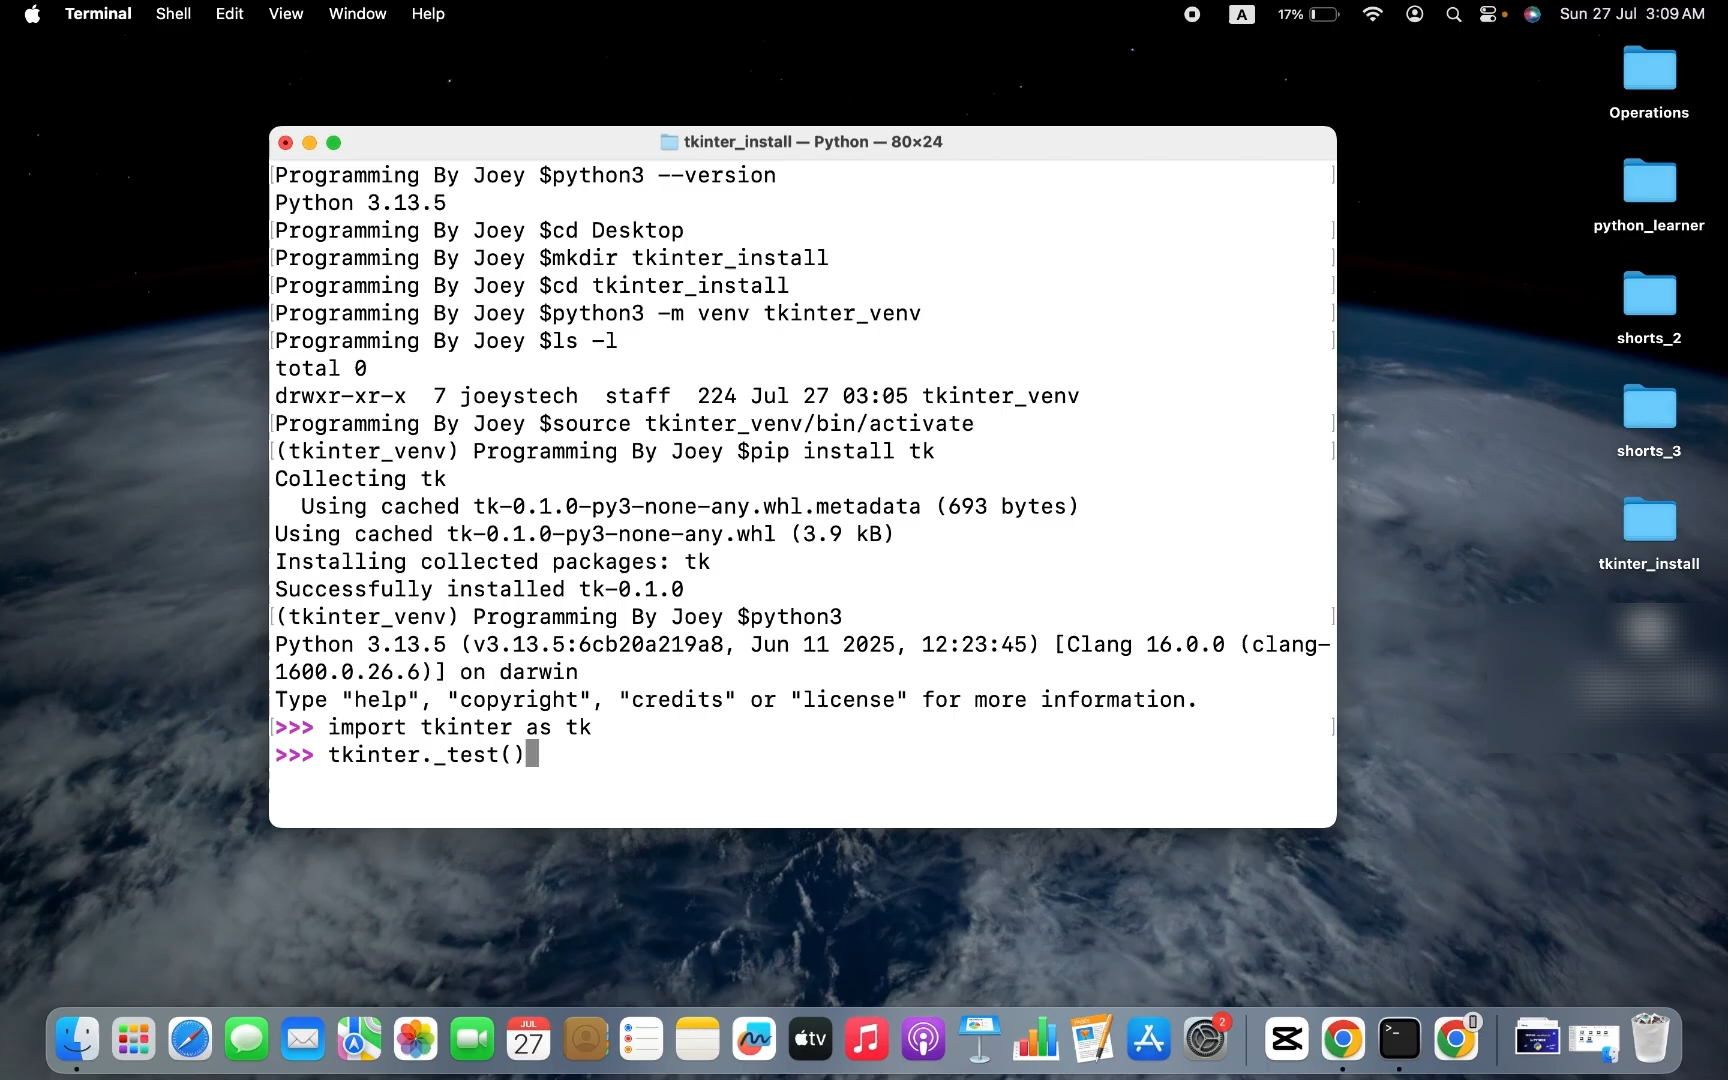 Terminal Shell Edit View Window Help A 17% Sun 27 Jul 3:09 AM
Operations
python_learner
shorts_2
shorts_3
tkinter_install
tkinter_install — Python — 80×24
Programming By Joey $python3 --version
Python 3.13.5
Programming By Joey $cd Desktop
Programming By Joey $mkdir tkinter_install
Programming By Joey $cd tkinter_install
Programming By Joey $python3 -m venv tkinter_venv
Programming By Joey $ls -l
total 0
drwxr-xr-x  7 joeystech  staff  224 Jul 27 03:05 tkinter_venv
Programming By Joey $source tkinter_venv/bin/activate
(tkinter_venv) Programming By Joey $pip install tk
Collecting tk
  Using cached tk-0.1.0-py3-none-any.whl.metadata (693 bytes)
Using cached tk-0.1.0-py3-none-any.whl (3.9 kB)
Installing collected packages: tk
Successfully installed tk-0.1.0
(tkinter_venv) Programming By Joey $python3
Python 3.13.5 (v3.13.5:6cb20a219a8, Jun 11 2025, 12:23:45) [Clang 16.0.0 (clang-
1600.0.26.6)] on darwin
Type "help", "copyright", "credits" or "license" for more information.
>>> import tkinter as tk
>>> tkinter._test()
JUL
27
tv
2
>_